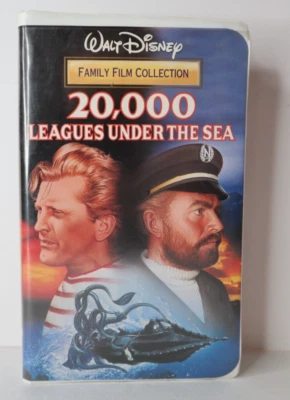 WALT DISNEY
FAMILY FILM COLLECTION
20,000
LEAGUES UNDER THE SEA
N